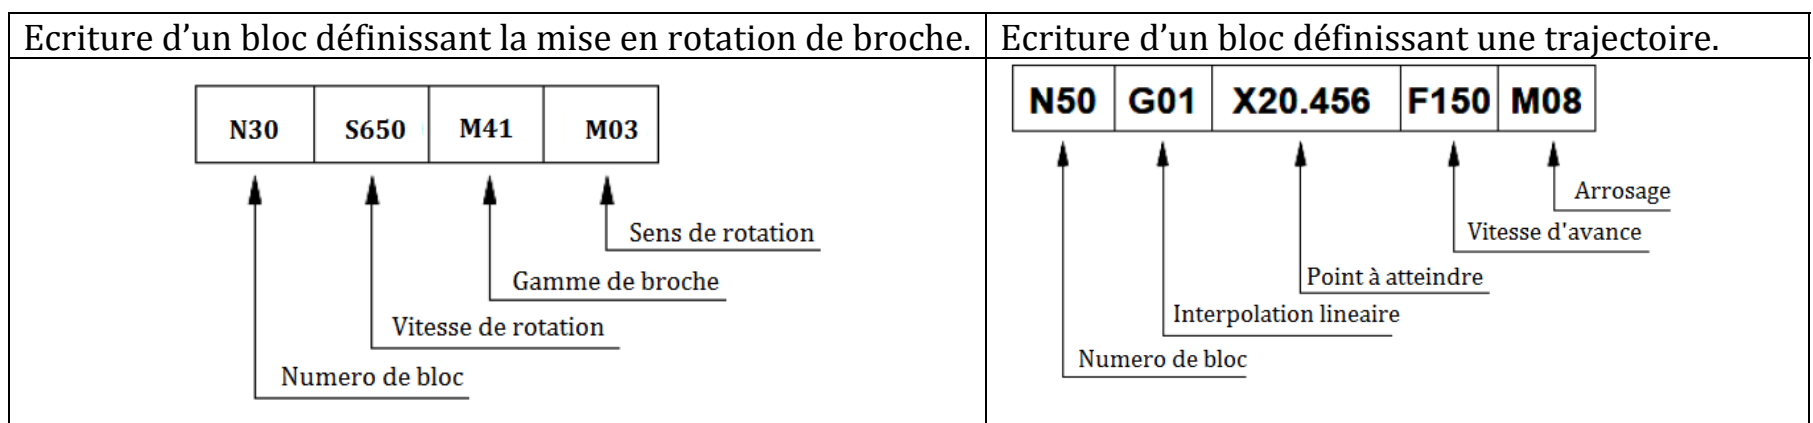 Ecriture d’un bloc définissant la mise en rotation de broche.
N30 S650 M41 M03
Sens de rotation
Gamme de broche
Vitesse de rotation
Numero de bloc
Ecriture d’un bloc définissant une trajectoire.
N50 G01 X20.456 F150 M08
Arrosage
Vitesse d'avance
Point à atteindre
Interpolation lineaire
Numero de bloc